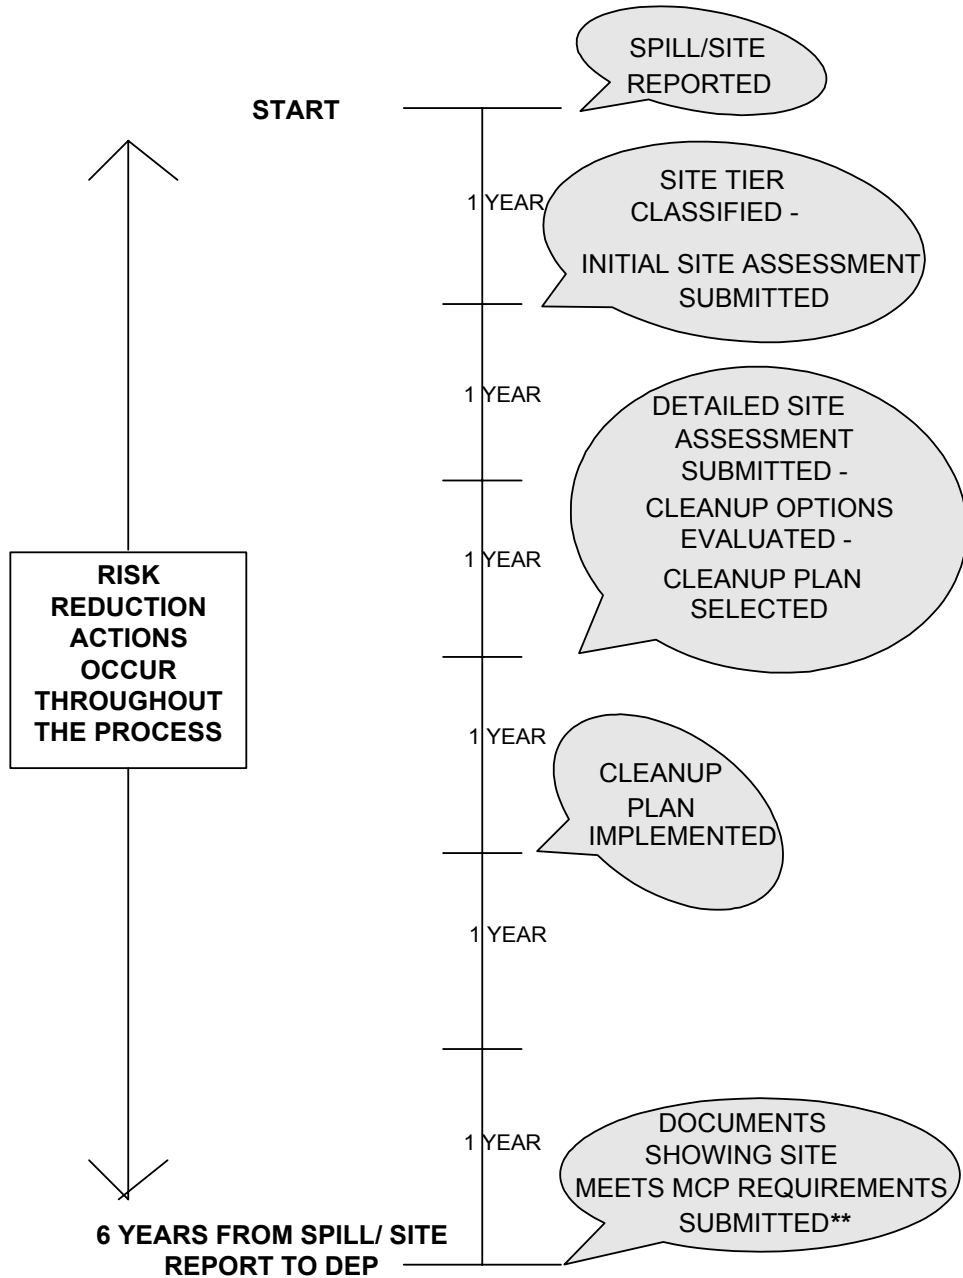 SPILL/SITE
REPORTED
START
1 YEAR
SITE TIER
CLASSIFIED -
INITIAL SITE ASSESSMENT
SUBMITTED
1 YEAR
DETAILED SITE
ASSESSMENT
SUBMITTED -
CLEANUP OPTIONS
EVALUATED -
CLEANUP PLAN
SELECTED
1 YEAR
RISK
REDUCTION
ACTIONS
OCCUR
THROUGHOUT
THE PROCESS
1 YEAR
CLEANUP
PLAN
IMPLEMENTED
1 YEAR
1 YEAR
DOCUMENTS
SHOWING SITE
MEETS MCP REQUIREMENTS
SUBMITTED**
6 YEARS FROM SPILL/ SITE
REPORT TO DEP